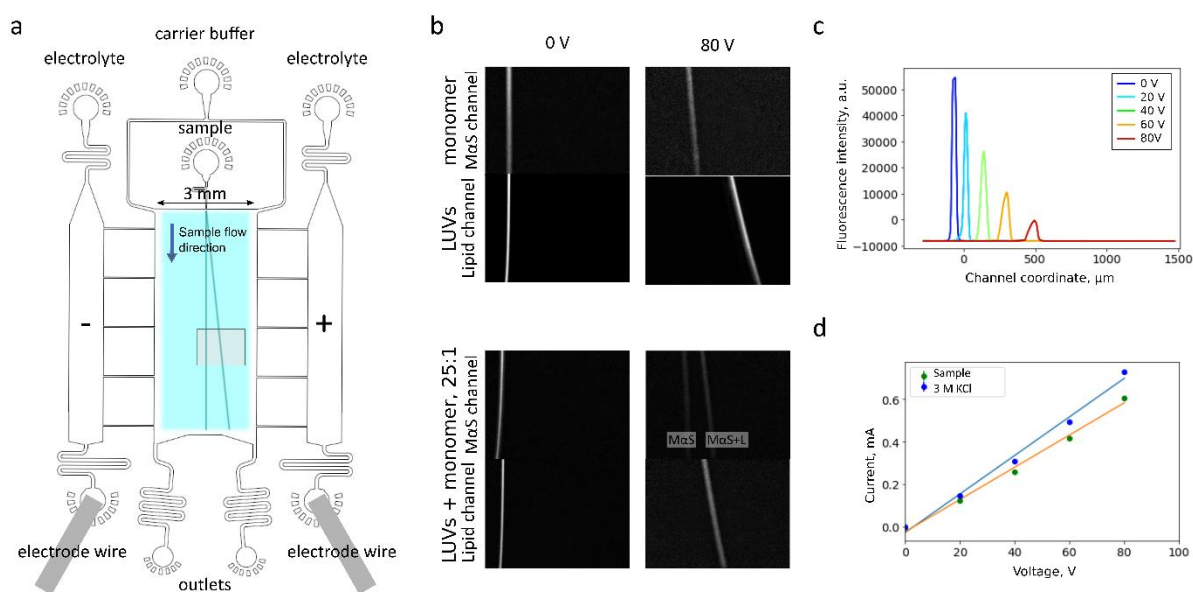 a
carrier buffer
electrolyte
electrolyte
sample
3 mm
Sample flow
direction
-
+
electrode wire
electrode wire
outlets
b
0 V
80 V
monomer
MαS channel
LUVs
Lipid channel
LUVs + monomer, 25:1
MαS channel
Lipid channel
MαS
MαS+L
c
Fluorescence intensity, a.u.
50000
40000
30000
20000
10000
0
−10000
0 V
20 V
40 V
60 V
80V
0
500
1000
1500
Channel coordinate, μm
d
Current, mA
0.6
0.4
0.2
0.0
Sample
3 M KCl
0
20
40
60
80
100
Voltage, V